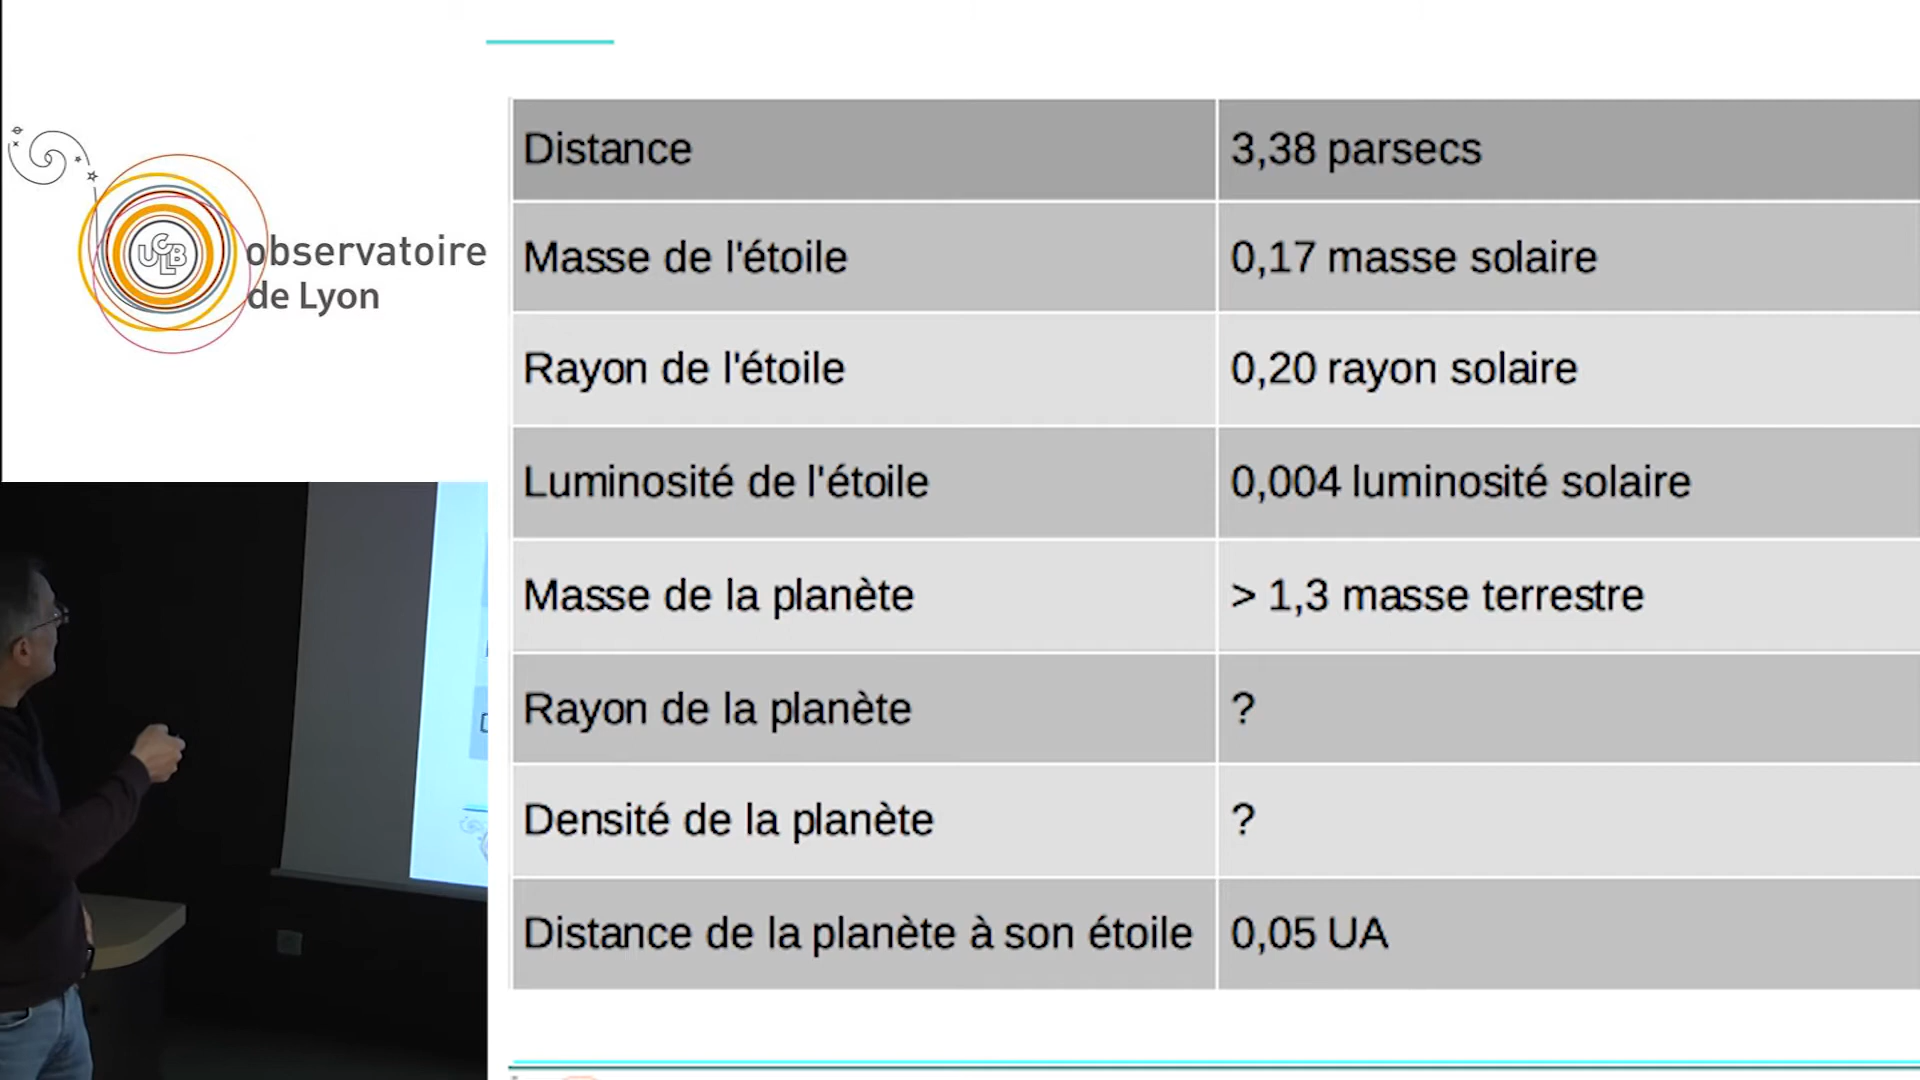 UCBL
observatoire
de Lyon
Distance 3,38 parsecs
Masse de l'étoile 0,17 masse solaire
Rayon de l'étoile 0,20 rayon solaire
Luminosité de l'étoile 0,004 luminosité solaire
Masse de la planète > 1,3 masse terrestre
Rayon de la planète ?
Densité de la planète ?
Distance de la planète à son étoile 0,05 UA